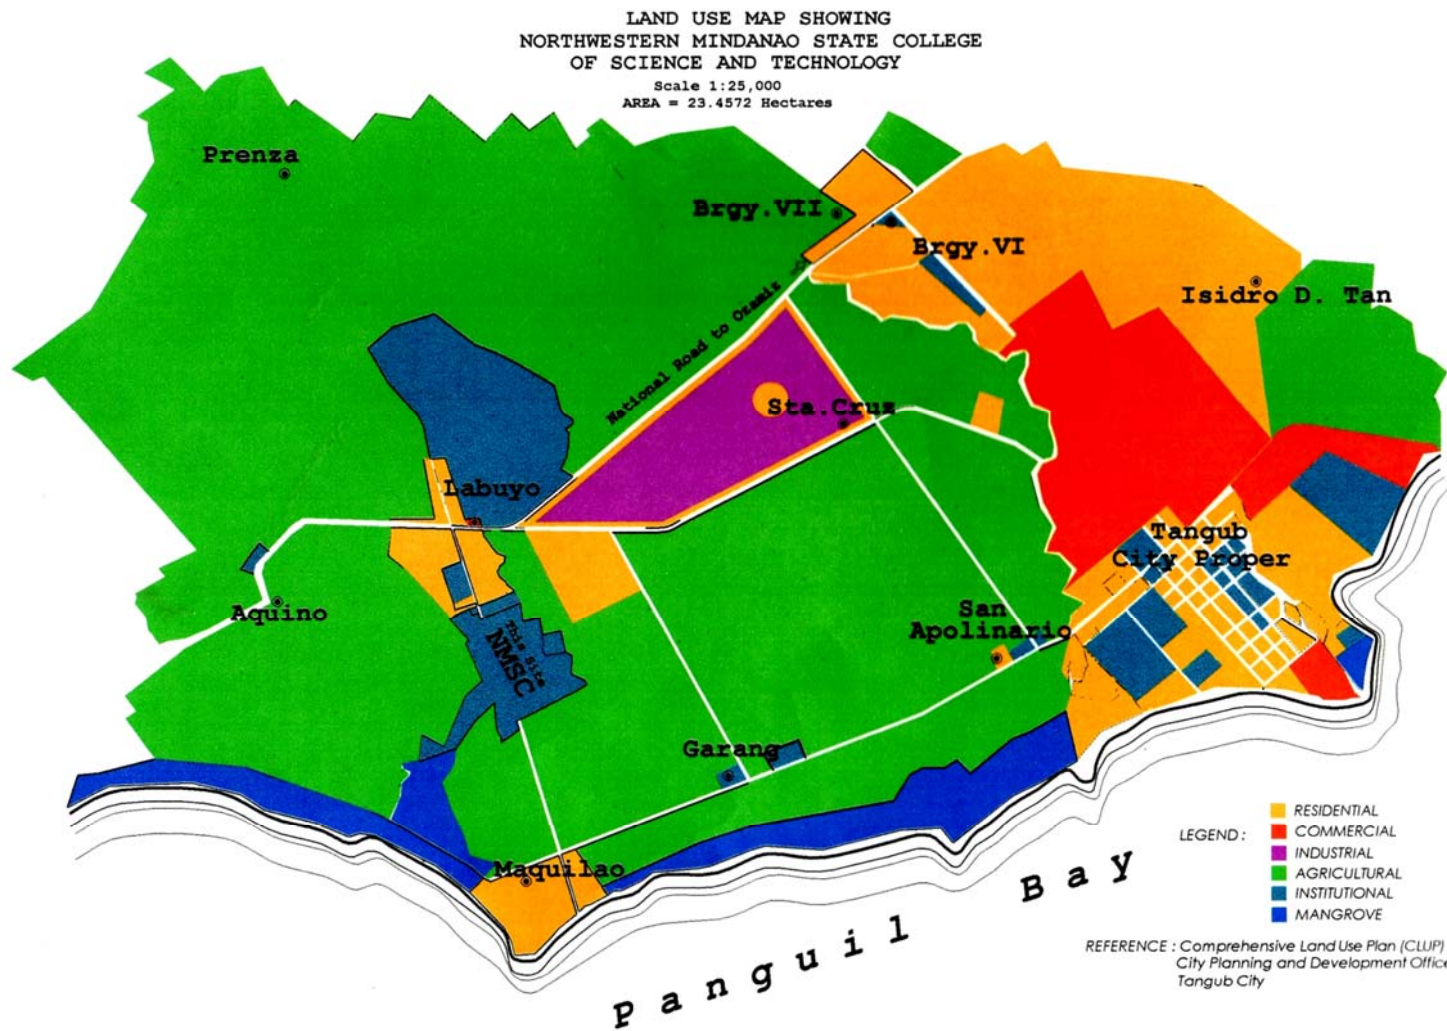 LAND USE MAP SHOWING
NORTHWESTERN MINDANAO STATE COLLEGE
OF SCIENCE AND TECHNOLOGY
Scale 1:25,000
AREA = 23.4572 Hectares
Prenza
Brgy.VII
Brgy.VI
Isidro D. Tan
National Road to Ozamiz
Sta.Cruz
Labuyo
Tangub
City Proper
Aquino
San
Apolinario
This Site
NMSC
Garang
Maquilao
Panguil Bay
LEGEND :
RESIDENTIAL
COMMERCIAL
INDUSTRIAL
AGRICULTURAL
INSTITUTIONAL
MANGROVE
REFERENCE : Comprehensive Land Use Plan (CLUP)
City Planning and Development Office
Tangub City